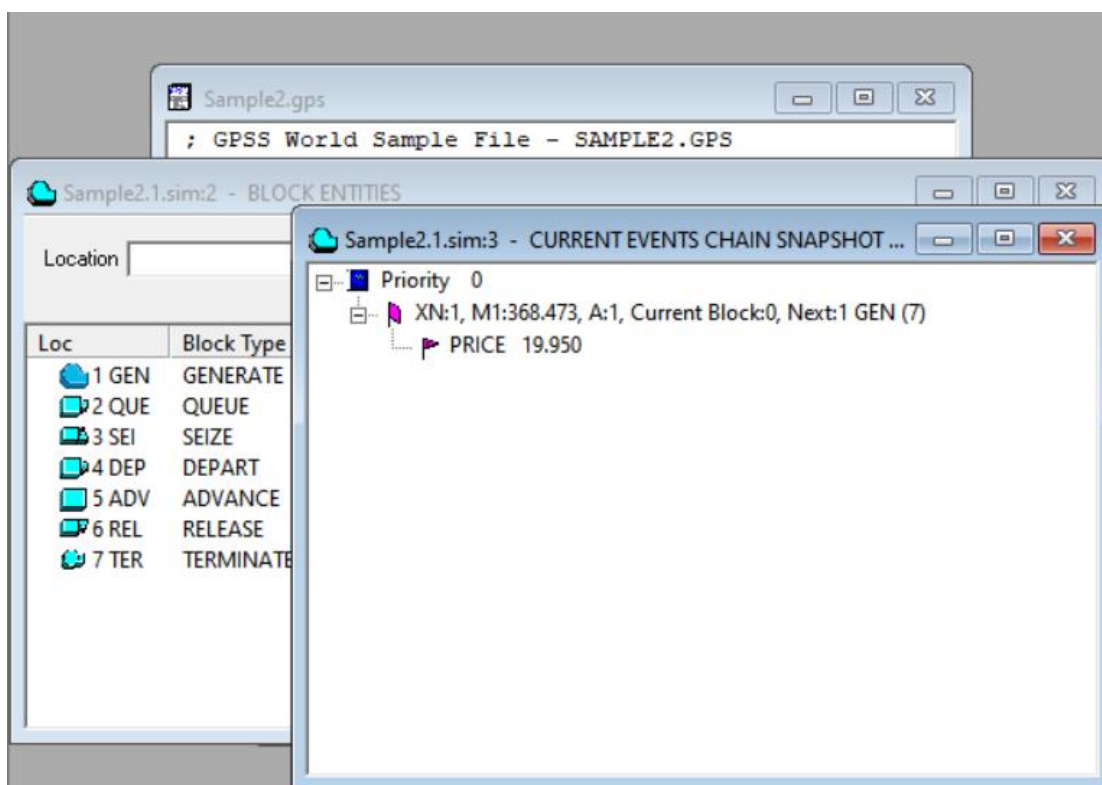 Sample2.gps
; GPSS World Sample File - SAMPLE2.GPS
Sample2.1.sim:2 - BLOCK ENTITIES
Sample2.1.sim:3 - CURRENT EVENTS CHAIN SNAPSHOT ...
Location
Priority 0
XN:1, M1:368.473, A:1, Current Block:0, Next:1 GEN (7)
PRICE 19.950
Loc Block Type
1 GEN GENERATE
2 QUE QUEUE
3 SEI SEIZE
4 DEP DEPART
5 ADV ADVANCE
6 REL RELEASE
7 TER TERMINATE